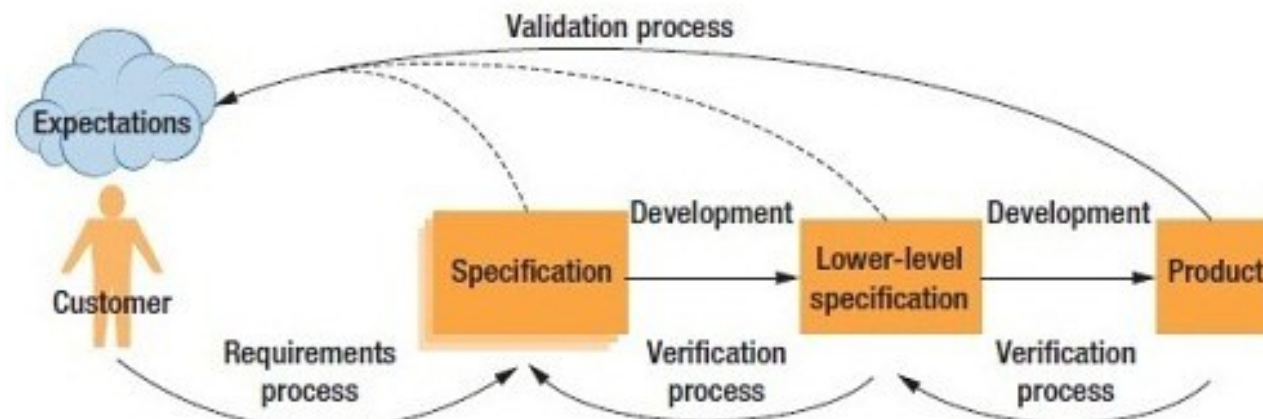 Validation process
Expectations
Customer
Requirements
process
Specification
Development
Lower-level
specification
Development
Product
Verification
process
Verification
process